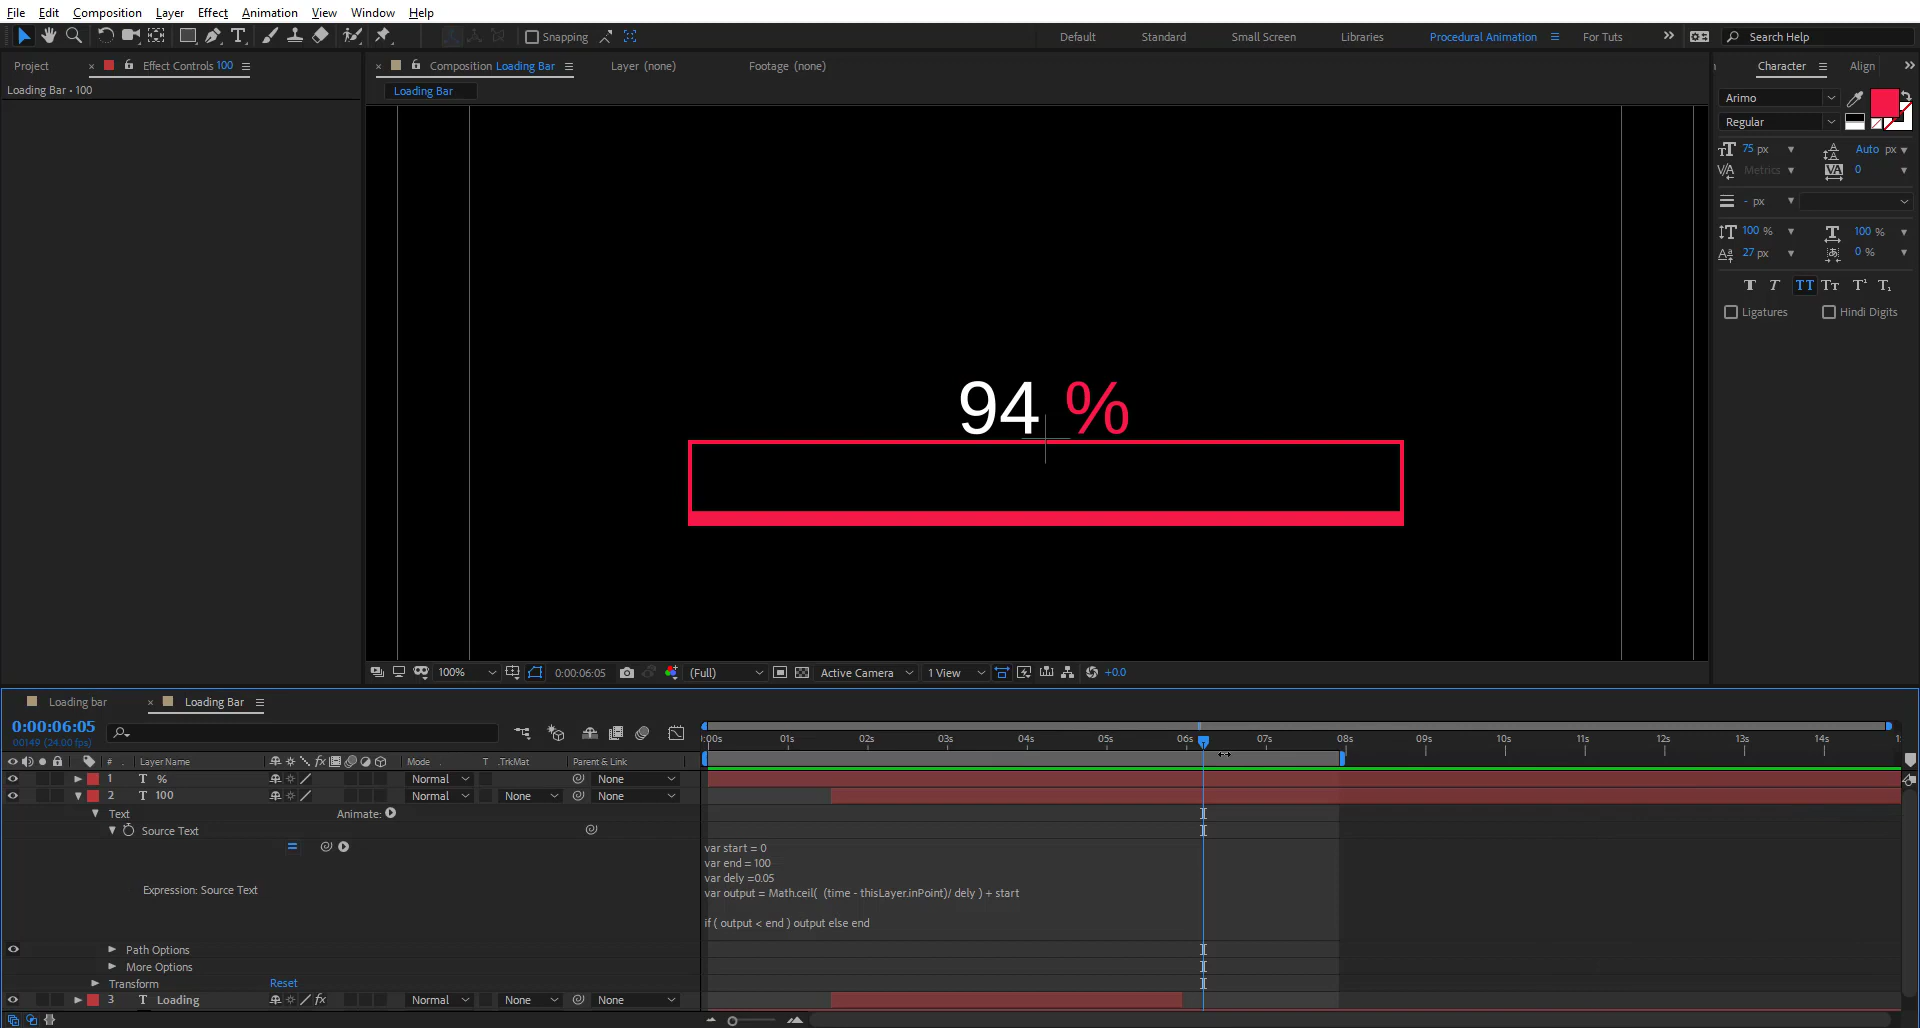 File Edit Composition Layer Effect Animation View Window Help
Snapping Default Standard Small Screen Libraries Procedural Animation For Tuts Search Help
Project Effect Controls 100 Composition Loading Bar Layer (none) Footage (none) Character Align
Loading Bar • 100
Loading Bar
Arimo
Regular
75 px Auto px
Metrics 0
- px
100 % 100 %
27 px 0 %
Ligatures Hindi Digits
94 %
100% 0:00:06:05 (Full) Active Camera 1 View +0.0
Loading bar Loading Bar
0:00:06:05
00149 (24.00 fps)
:00s 01s 02s 03s 04s 05s 06s 07s 08s 09s 10s 11s 12s 13s 14s
# Layer Name Mode T .TrkMat Parent & Link
1 T % Normal None
2 T 100 Normal None None
Text Animate:
Source Text
var start = 0
var end = 100
var dely =0.05
Expression: Source Text
var output = Math.ceil( (time - thisLayer.inPoint)/ dely ) + start
if ( output < end ) output else end
Path Options
More Options
Transform Reset
3 T Loading Normal None None